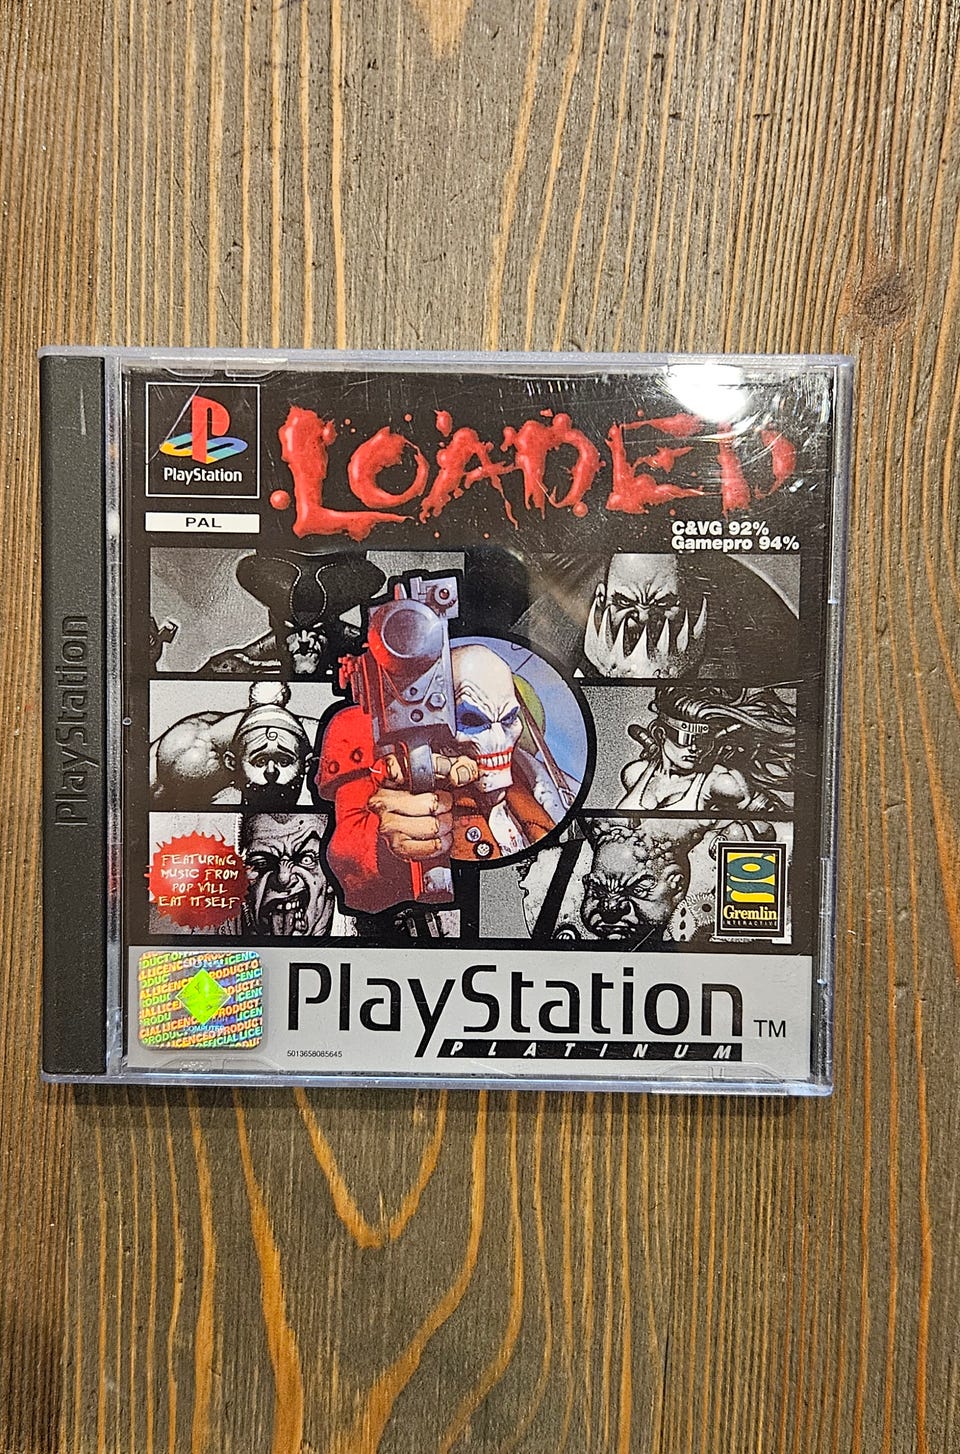 PlayStation
PlayStation
PAL
LOADED
C&VG 92%
Gamepro 94%
FEATURING
MUSIC FROM
POP WILL
EAT ITSELF
Gremlin
INTERACTIVE
PlayStation TM
PLATINUM
5013658085645